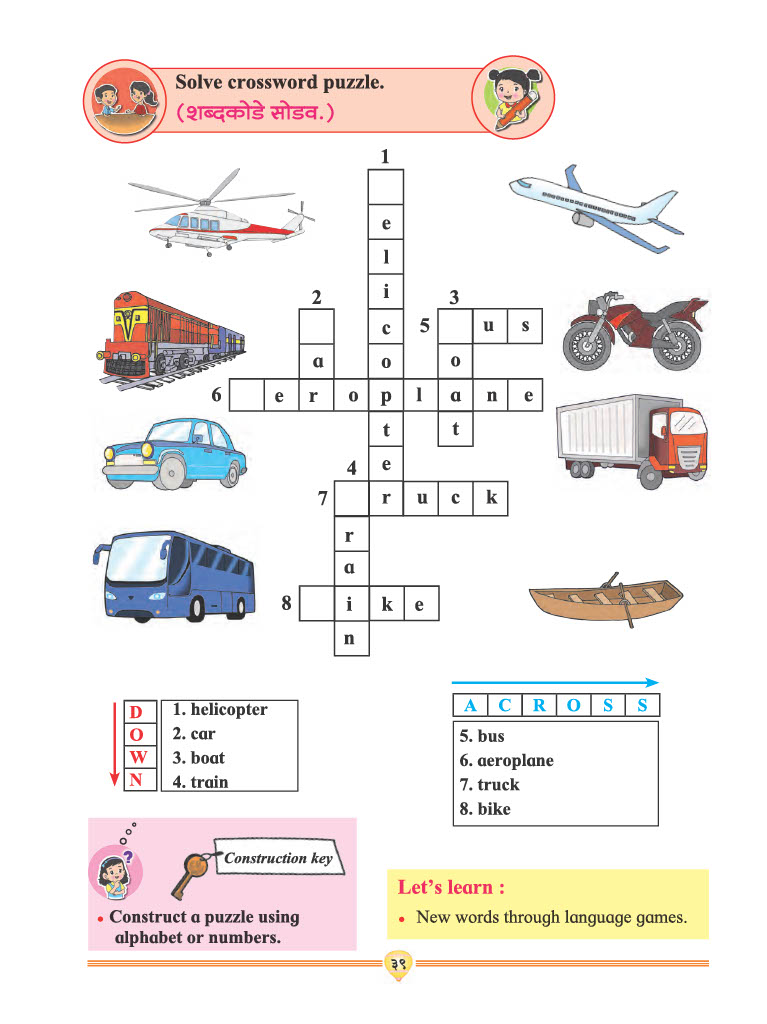 Solve crossword puzzle.
(शब्दकोडे सोडव.)
1
e
l
i
2 3
c 5 u s
a o o
6 e r o p l a n e
t t
4 e
7 r u c k
r
a
8 i k e
n
D
O
W
N
1. helicopter
2. car
3. boat
4. train
A C R O S S
5. bus
6. aeroplane
7. truck
8. bike
?
Construction key
• Construct a puzzle using
alphabet or numbers.
Let's learn :
• New words through language games.
३९